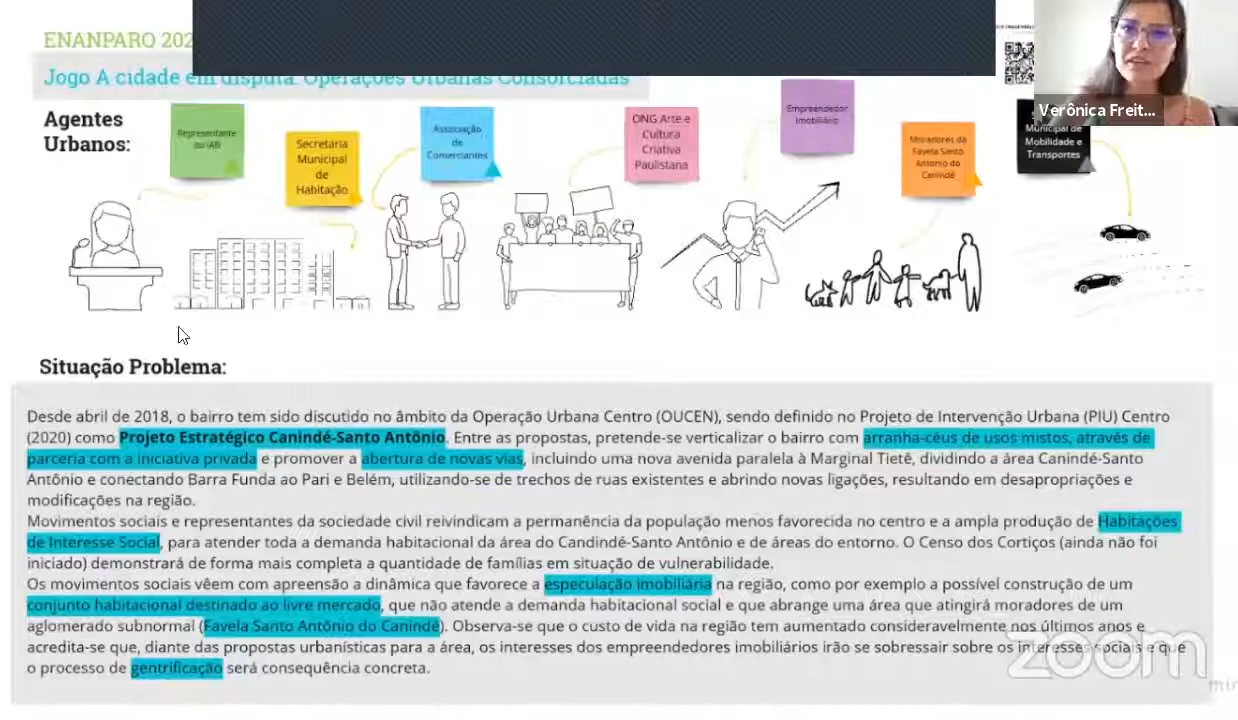 ENANPARQ 202
Jogo A cidade em disputa: Operações Urbanas Consorciadas
Agentes
Urbanos:
Representante
do IAB
Secretaria
Municipal
de
Habitação
Associação
de
Comerciantes
ONG Arte e
Cultura
Criativa
Paulistana
Empreendedor
Imobiliário
Moradores da
Favela Santo
Antonio do
Canindé
Municipal de
Mobilidade e
Transportes
Verônica Freit...
Situação Problema:
Desde abril de 2018, o bairro tem sido discutido no âmbito da Operação Urbana Centro (OUCEN), sendo definido no Projeto de Intervenção Urbana (PIU) Centro
(2020) como Projeto Estratégico Canindé-Santo Antônio. Entre as propostas, pretende-se verticalizar o bairro com arranha-céus de usos mistos, através de
parceria com a iniciativa privada e promover a abertura de novas vias, incluindo uma nova avenida paralela à Marginal Tietê, dividindo a área Canindé-Santo
Antônio e conectando Barra Funda ao Pari e Belém, utilizando-se de trechos de ruas existentes e abrindo novas ligações, resultando em desapropriações e
modificações na região.
Movimentos sociais e representantes da sociedade civil reivindicam a permanência da população menos favorecida no centro e a ampla produção de Habitações
de Interesse Social, para atender toda a demanda habitacional da área do Candindé-Santo Antônio e de áreas do entorno. O Censo dos Cortiços (ainda não foi
iniciado) demonstrará de forma mais completa a quantidade de famílias em situação de vulnerabilidade.
Os movimentos sociais vêem com apreensão a dinâmica que favorece a especulação imobiliária na região, como por exemplo a possível construção de um
conjunto habitacional destinado ao livre mercado, que não atende a demanda habitacional social e que abrange uma área que atingirá moradores de um
aglomerado subnormal (Favela Santo Antônio do Canindé). Observa-se que o custo de vida na região tem aumentado consideravelmente nos últimos anos e
acredita-se que, diante das propostas urbanísticas para a área, os interesses dos empreendedores imobiliários irão se sobressair sobre os interesses sociais e que
o processo de gentrificação será consequência concreta.
zoom